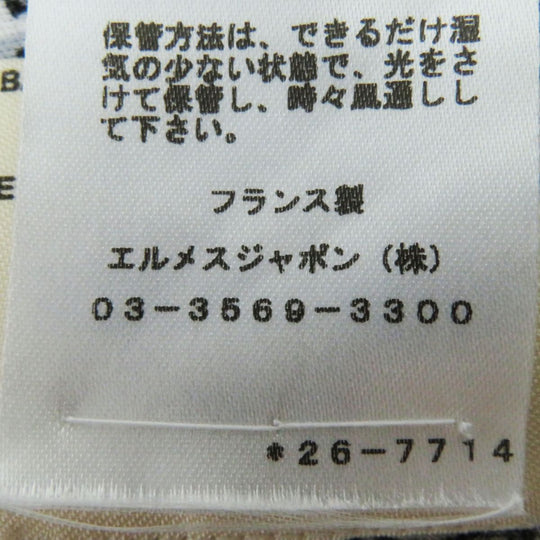 保管方法は、できるだけ湿
気の少ない状態で、光をさ
けて保管し、時々風通しし
て下さい。
フランス製
エルメスジャポン（株）
03-3569-3300
*26-7714
B
E